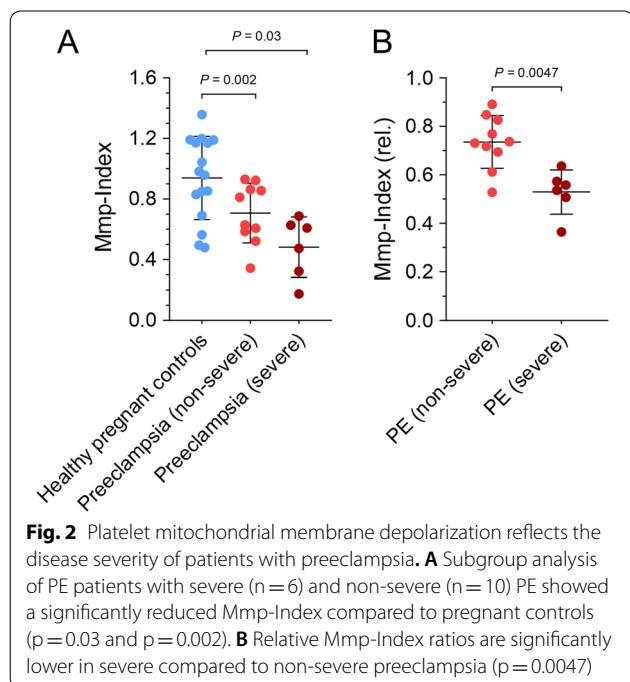 A
P = 0.03
P = 0.002
Mmp-Index
1.6
1.2
0.8
0.4
0.0
Healthy pregnant controls
Preeclampsia (non-severe)
Preeclampsia (severe)
B
P = 0.0047
Mmp-Index (rel.)
1.0
0.8
0.6
0.4
0.2
0.0
PE (non-severe)
PE (severe)
Fig. 2 Platelet mitochondrial membrane depolarization reflects the
disease severity of patients with preeclampsia. A Subgroup analysis
of PE patients with severe (n = 6) and non-severe (n = 10) PE showed
a significantly reduced Mmp-Index compared to pregnant controls
(p = 0.03 and p = 0.002). B Relative Mmp-Index ratios are significantly
lower in severe compared to non-severe preeclampsia (p = 0.0047)